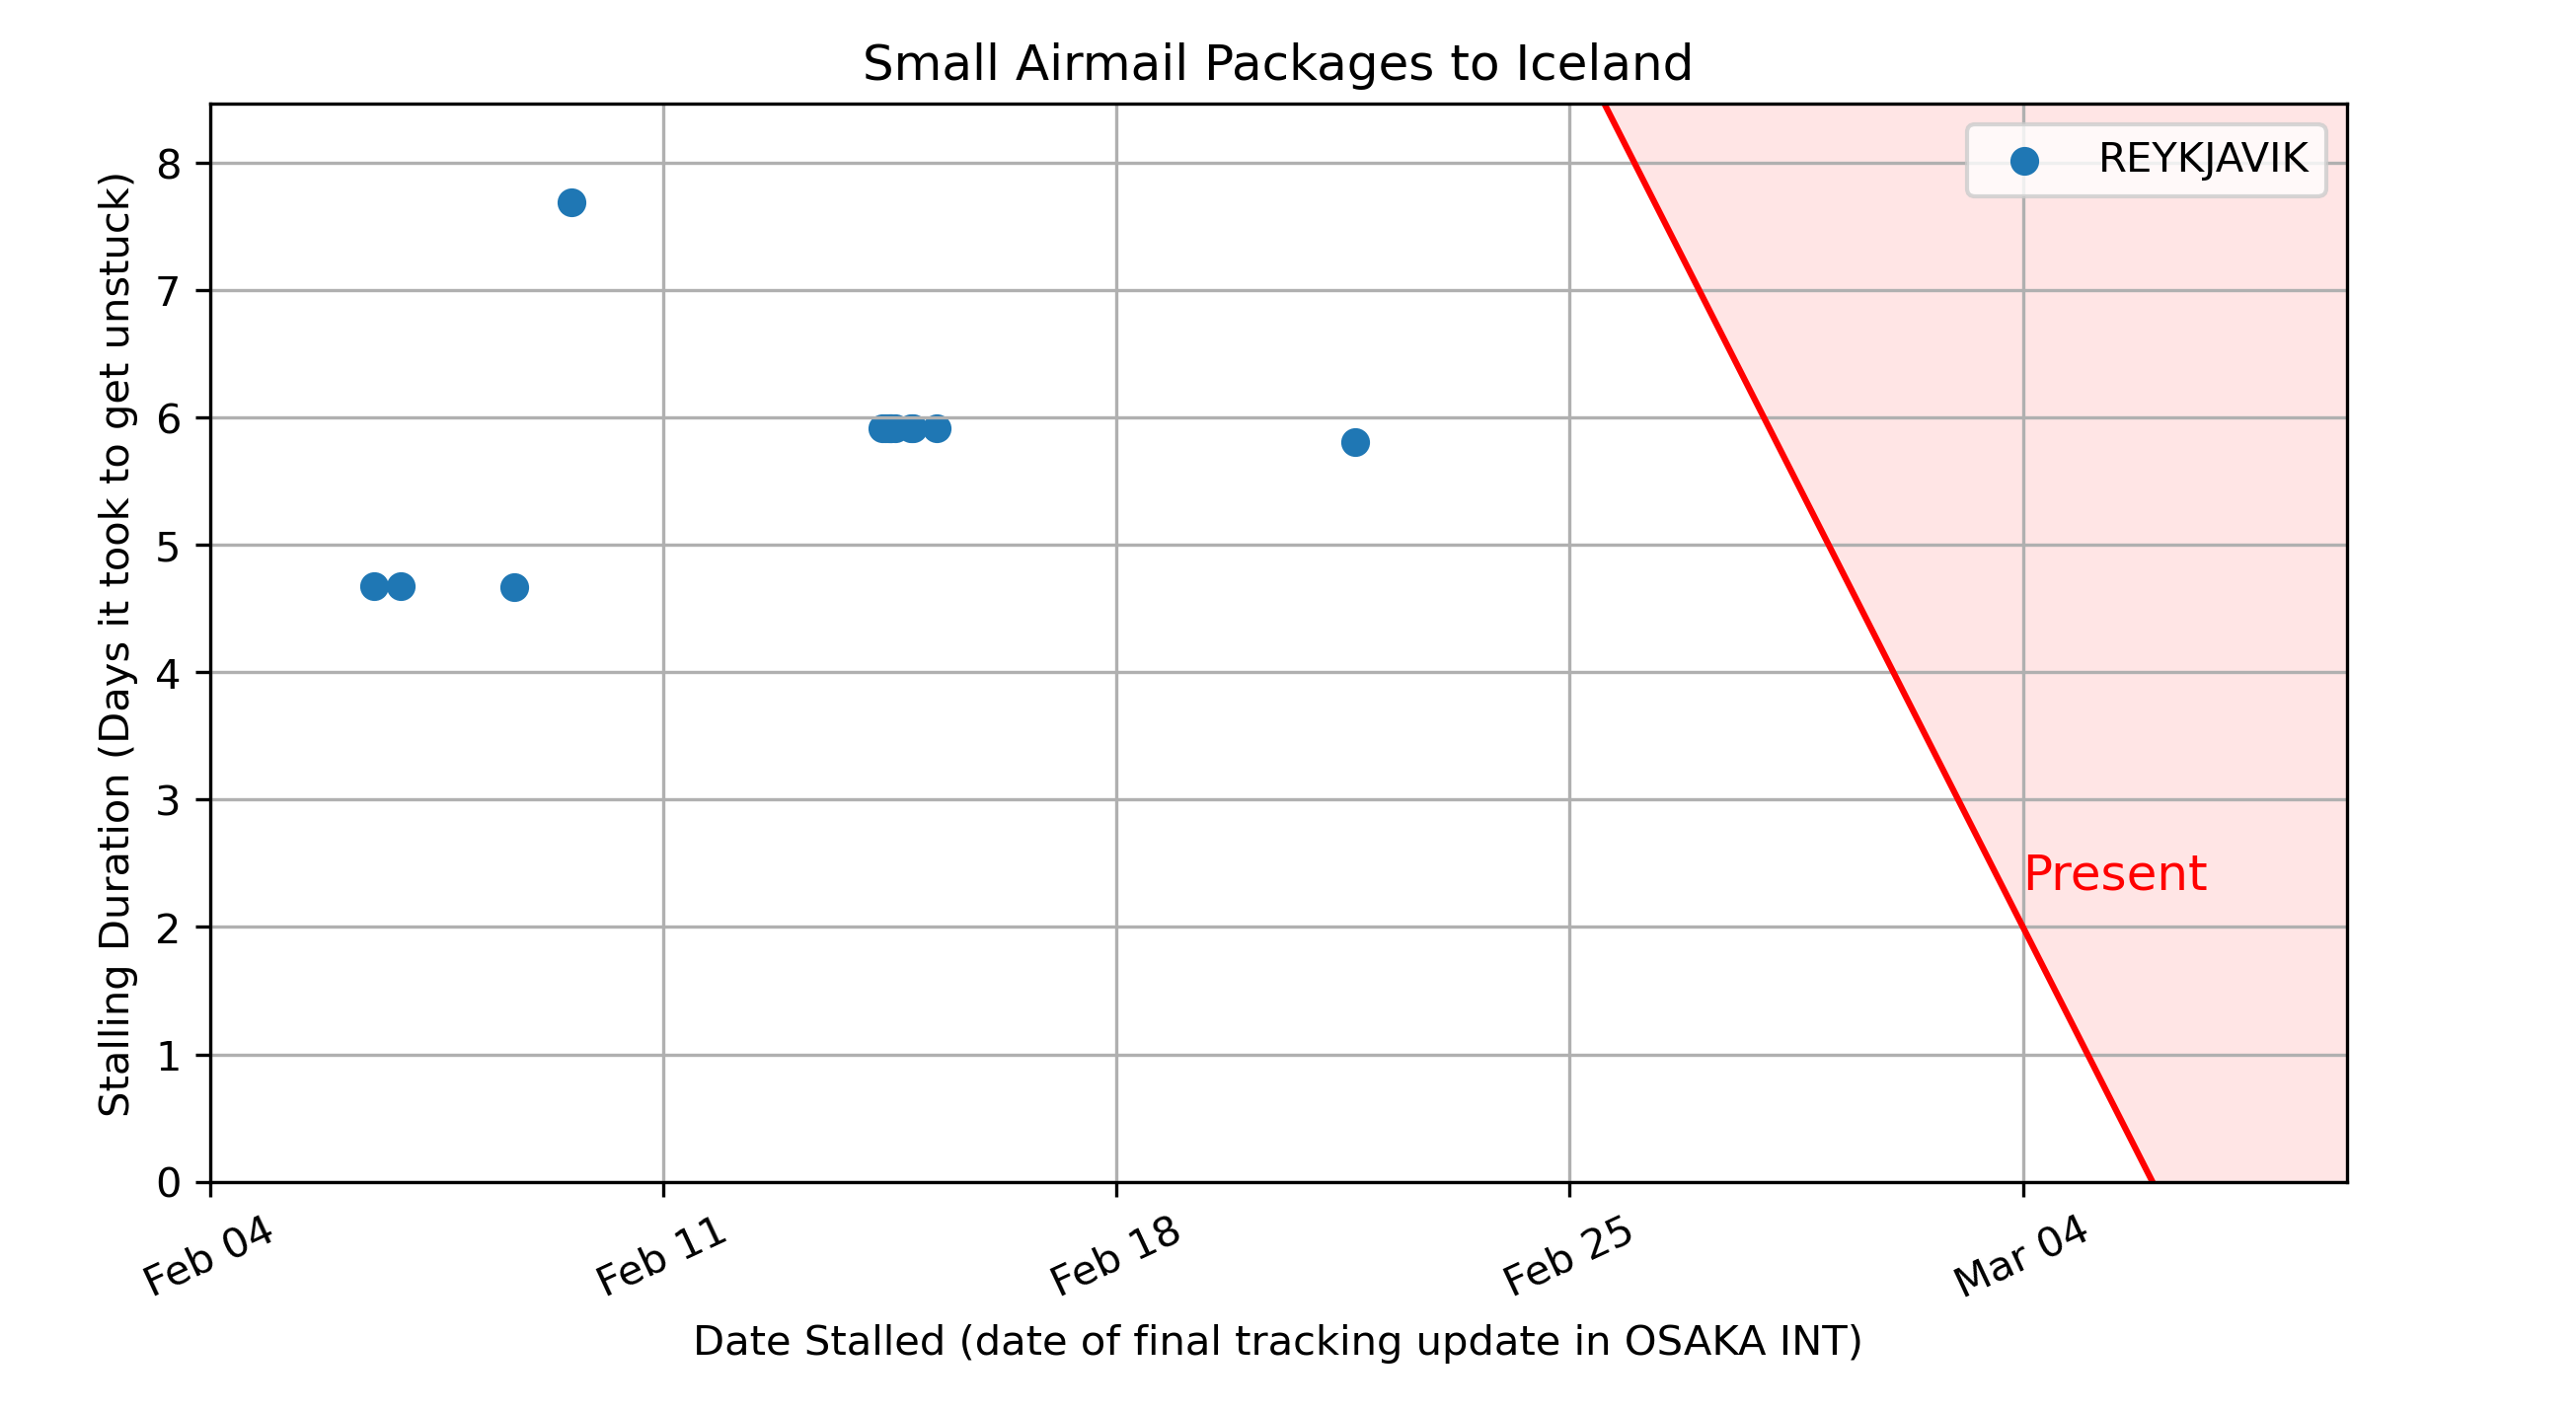 Small Airmail Packages to Iceland
REYKJAVIK
Present
Stalling Duration (Days it took to get unstuck)
8
7
6
5
4
3
2
1
0
Feb 04
Feb 11
Feb 18
Feb 25
Mar 04
Date Stalled (date of final tracking update in OSAKA INT)